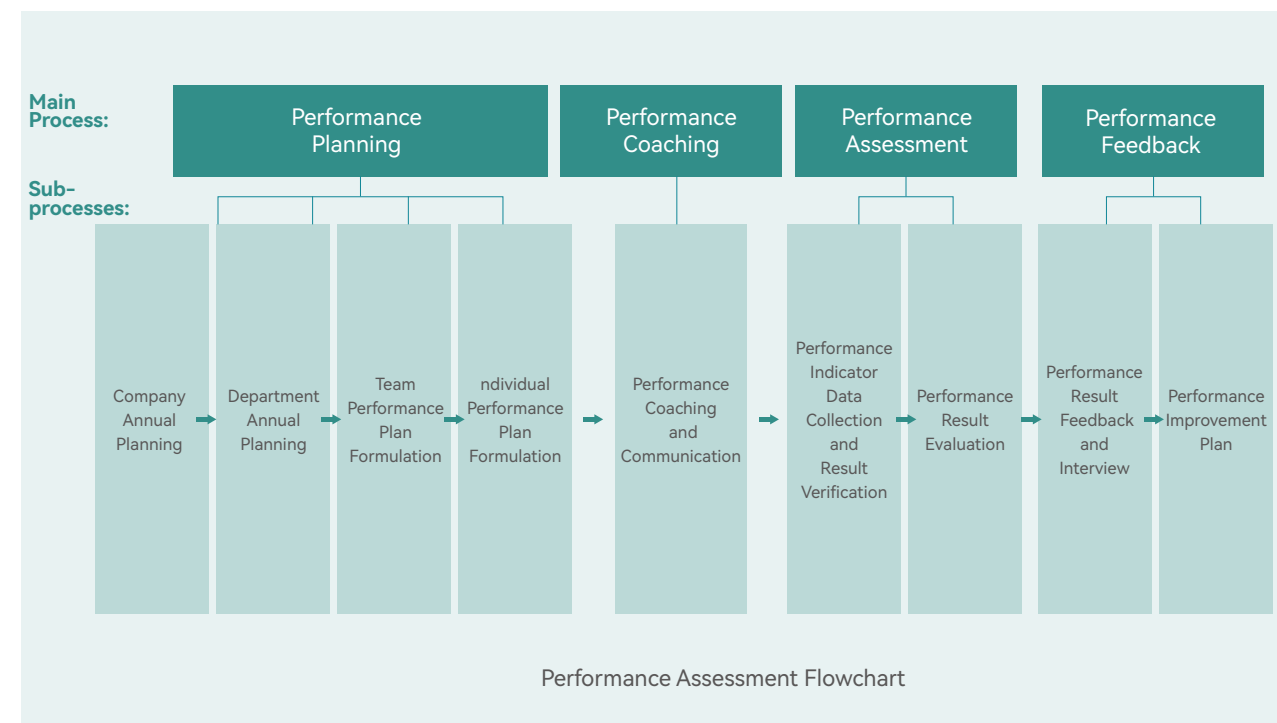 Main
Process:
Performance
Planning
Performance
Coaching
Performance
Assessment
Performance
Feedback
Sub-
processes:
Company
Annual
Planning
Department
Annual
Planning
Team
Performance
Plan
Formulation
ndividual
Performance
Plan
Formulation
Performance
Coaching
and
Communication
Performance
Indicator
Data
Collection
and
Result
Verification
Performance
Result
Evaluation
Performance
Result
Feedback
and
Interview
Performance
Improvement
Plan
Performance Assessment Flowchart